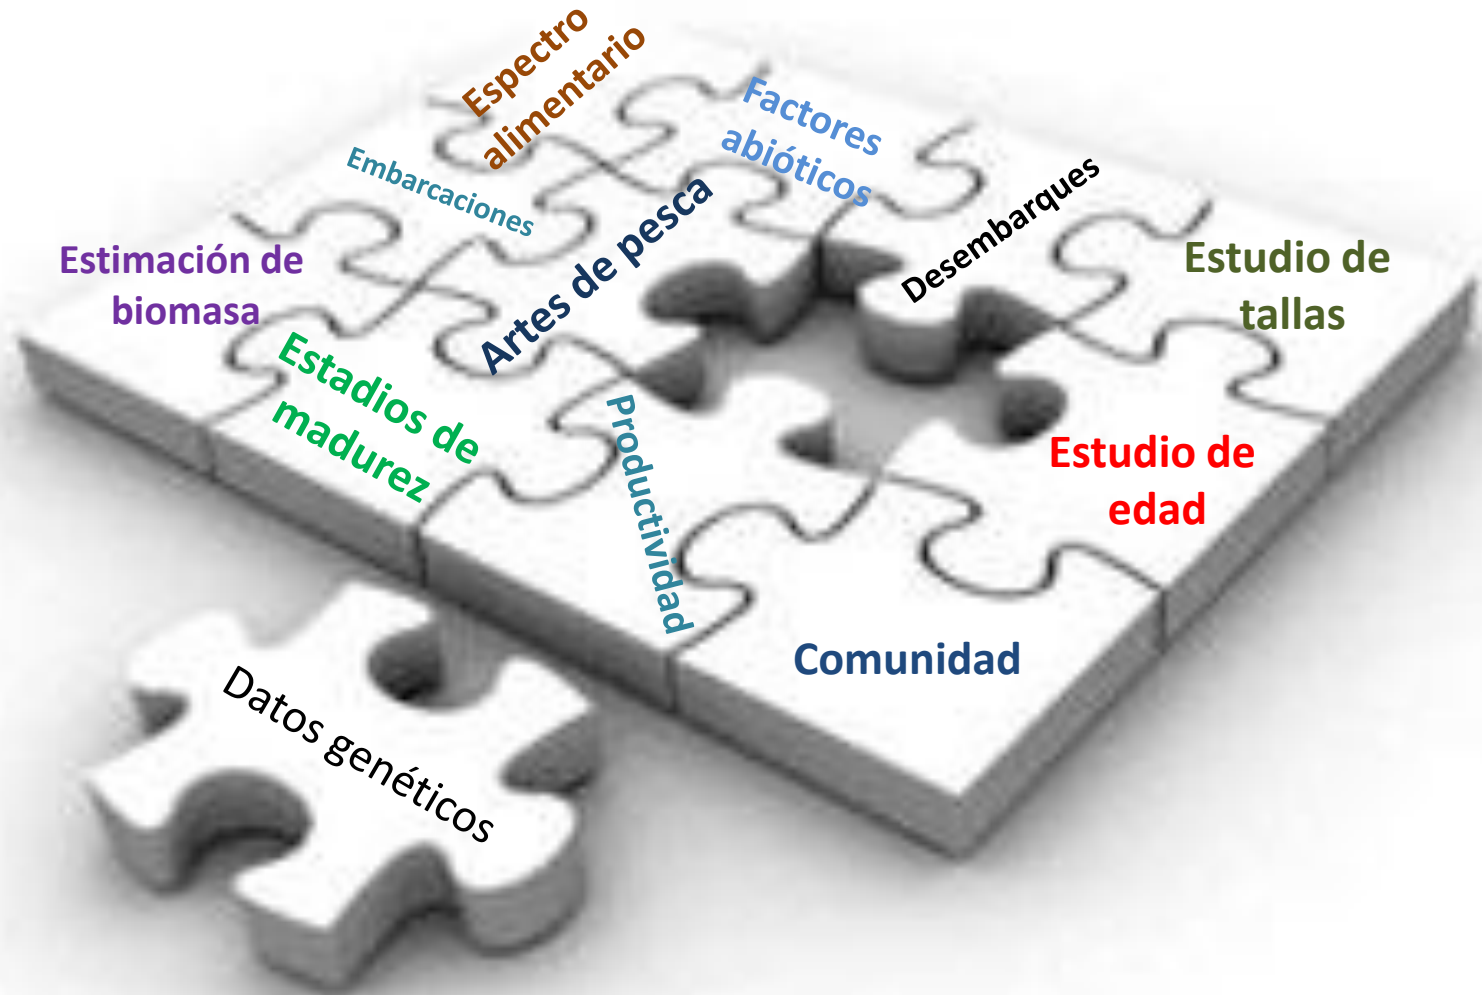 Espectro
alimentario
Factores
abióticos
Embarcaciones
Desembarques
Artes de pesca
Estimación de
biomasa
Estudio de
tallas
Estadios de
madurez
Productividad
Estudio de
edad
Comunidad
Datos genéticos